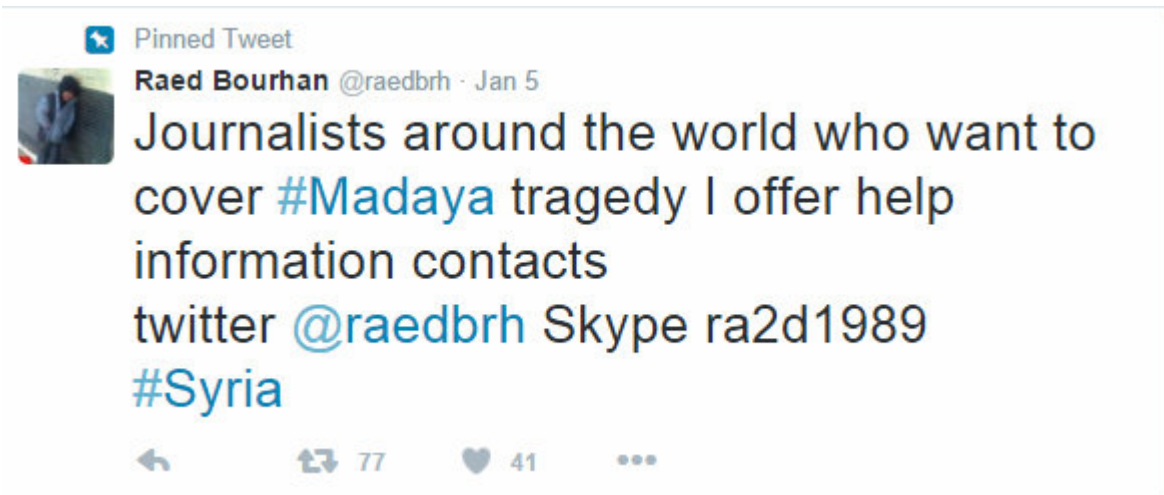 Pinned Tweet
Raed Bourhan @raedbrh · Jan 5
Journalists around the world who want to
cover #Madaya tragedy I offer help
information contacts
twitter @raedbrh Skype ra2d1989
#Syria
77 41